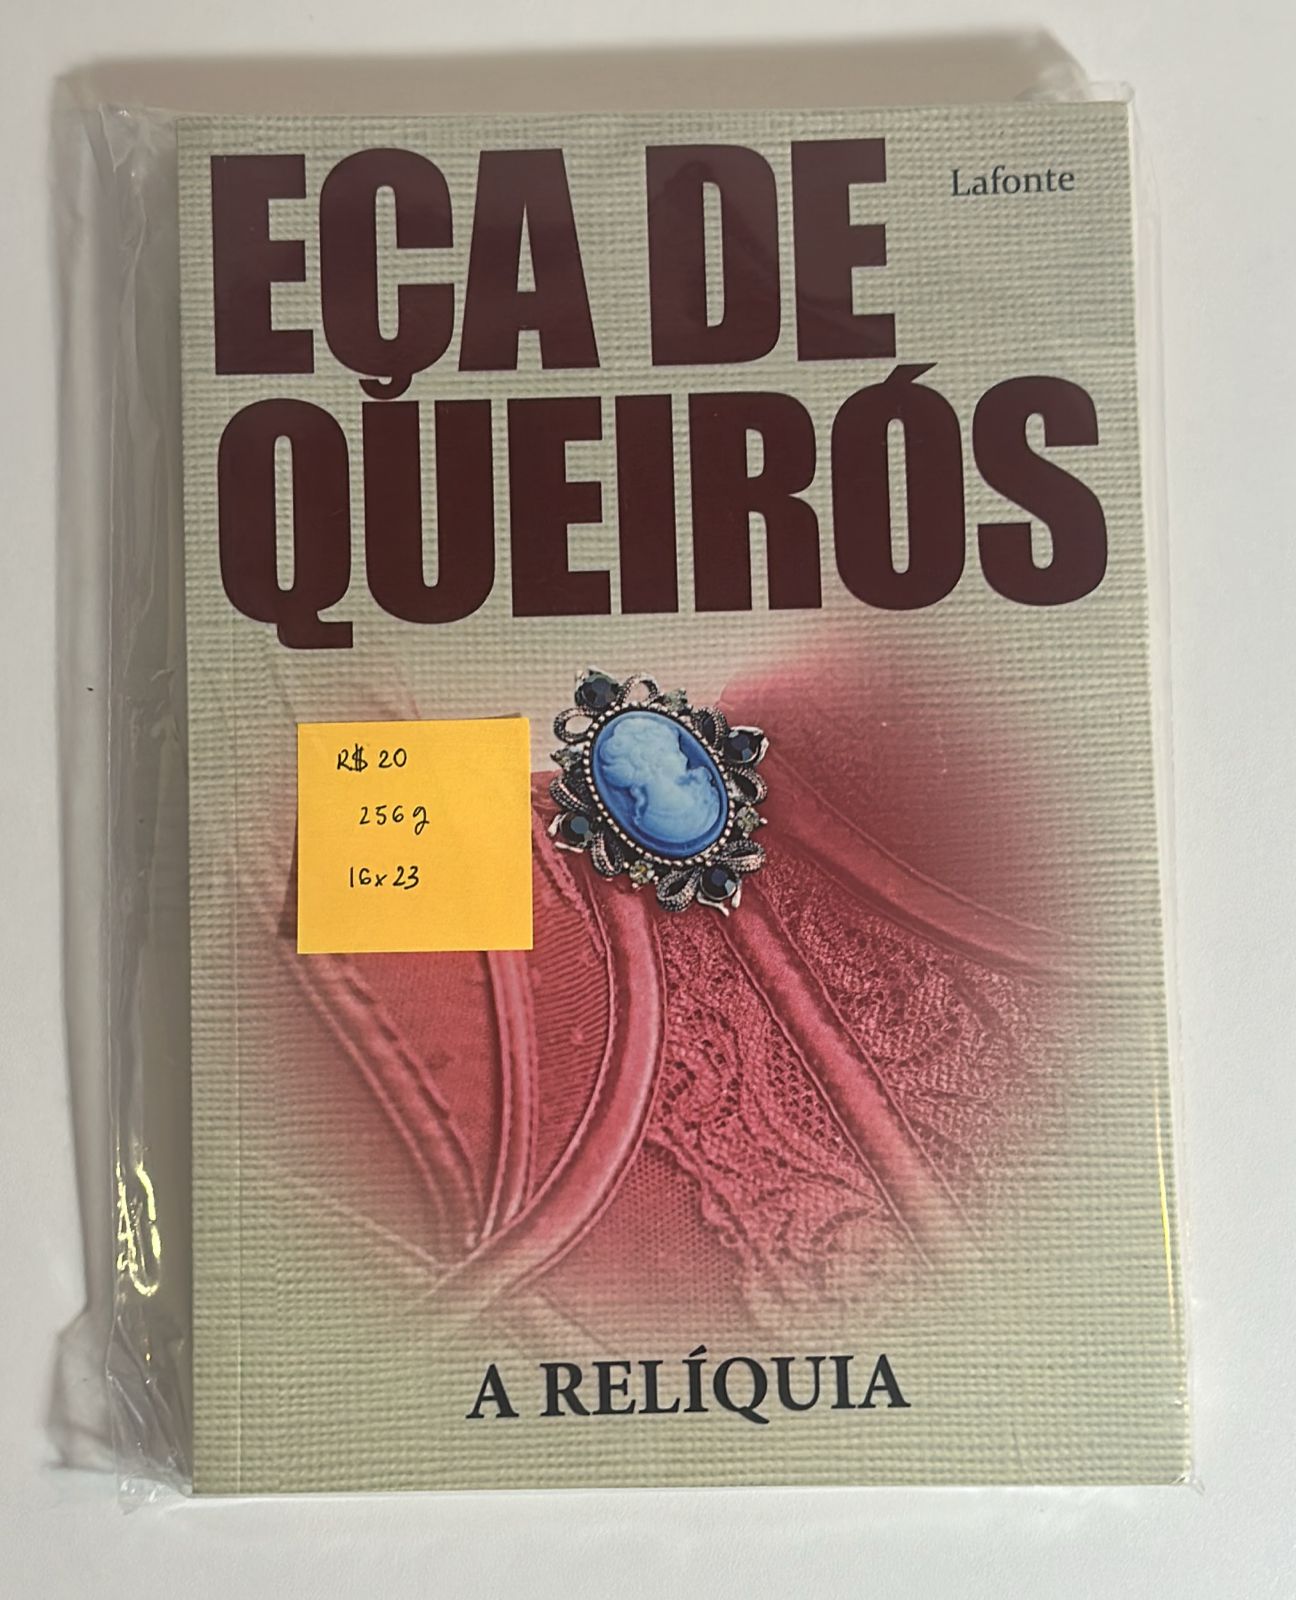 EÇA DE
Lafonte
QUEIRÓS
R$ 20
256g
16x23
A RELÍQUIA